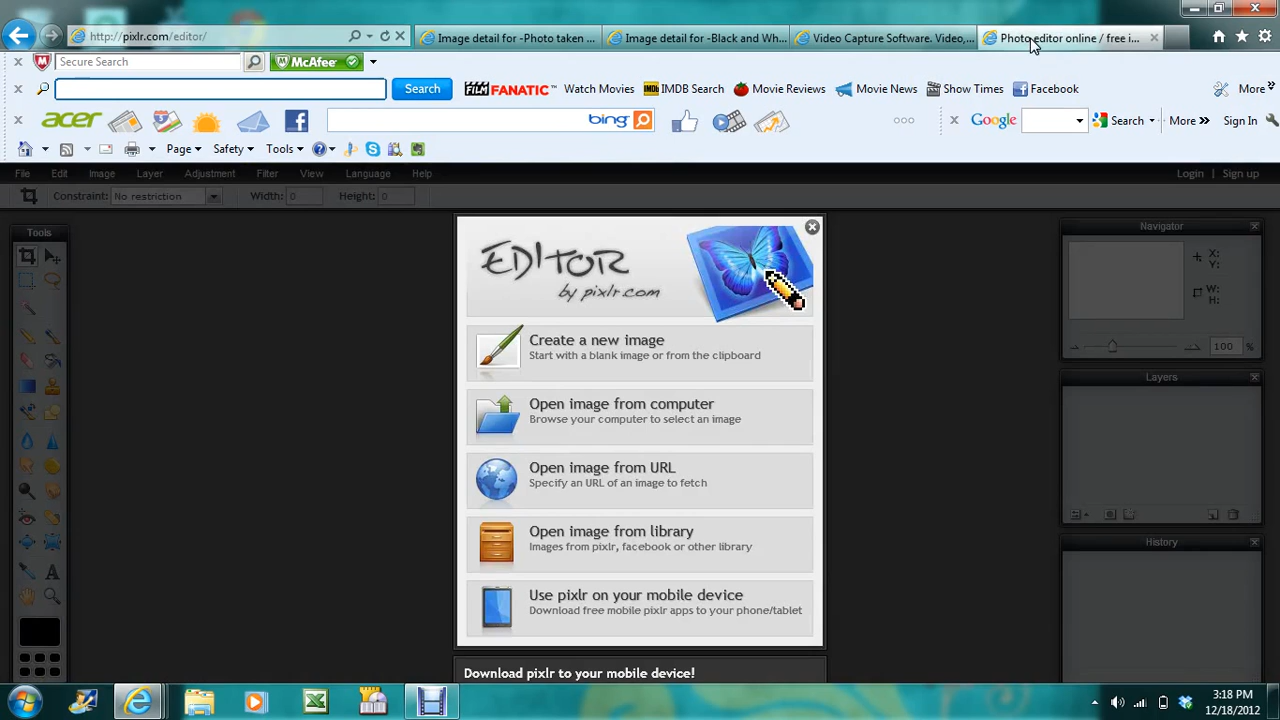 http://pixlr.com/editor/
Image detail for -Photo taken ...
Image detail for -Black and Wh...
Video Capture Software. Video,...
Photo editor online / free i...
Secure Search
McAfee
Search
FILM FANATIC™
Watch Movies
IMDB Search
Movie Reviews
Movie News
Show Times
Facebook
More
acer
bing
Google
Search
More »
Sign In
Page
Safety
Tools
File
Edit
Image
Layer
Adjustment
Filter
View
Language
Help
Login | Sign up
Constraint: No restriction
Width: 0
Height: 0
Tools
EDITOR
by pixlr.com
Create a new image
Start with a blank image or from the clipboard
Open image from computer
Browse your computer to select an image
Open image from URL
Specify an URL of an image to fetch
Open image from library
Images from pixlr, facebook or other library
Use pixlr on your mobile device
Download free mobile pixlr apps to your phone/tablet
Download pixlr to your mobile device!
Navigator
X:
Y:
W:
H:
100 %
Layers
History
3:18 PM
12/18/2012